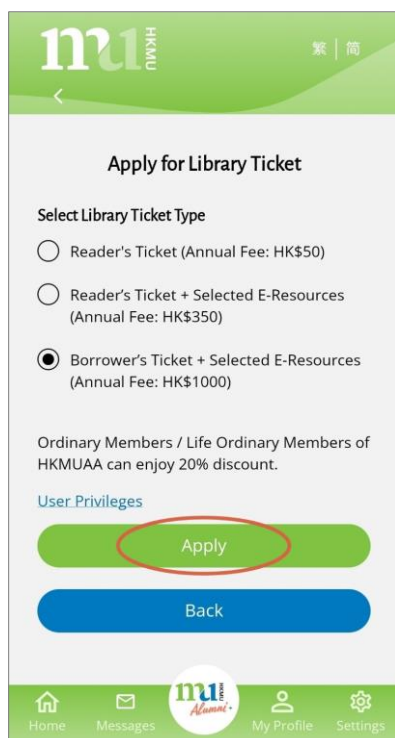 mu HKMU
繁 | 简
Apply for Library Ticket
Select Library Ticket Type
Reader's Ticket (Annual Fee: HK$50)
Reader’s Ticket + Selected E-Resources
(Annual Fee: HK$350)
Borrower’s Ticket + Selected E-Resources
(Annual Fee: HK$1000)
Ordinary Members / Life Ordinary Members of
HKMUAA can enjoy 20% discount.
User Privileges
Apply
Back
mu HKMU
Alumni
Home Messages My Profile Settings